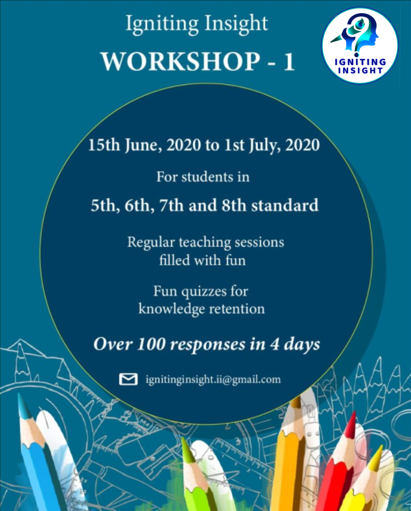 Igniting Insight
WORKSHOP - 1
IGNITING
INSIGHT
15th June, 2020 to 1st July, 2020
For students in
5th, 6th, 7th and 8th standard
Regular teaching sessions
filled with fun
Fun quizzes for
knowledge retention
Over 100 responses in 4 days
ignitinginsight.ii@gmail.com